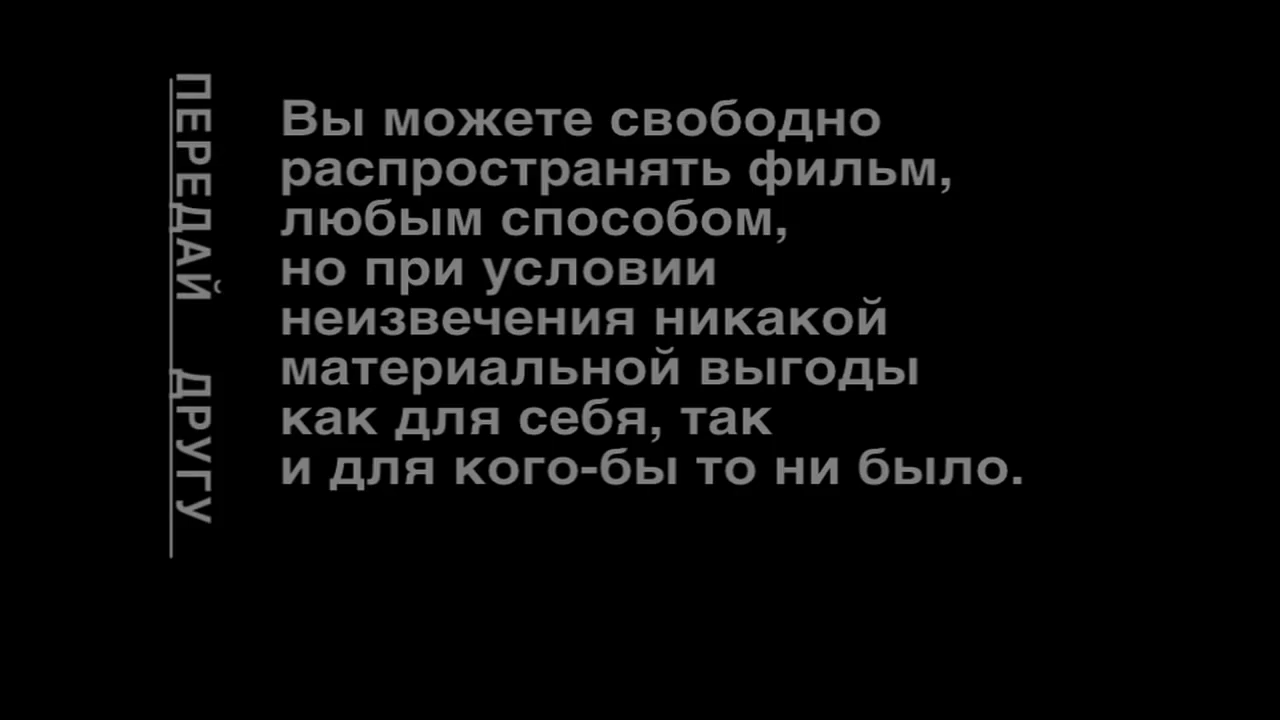 ПЕРЕДАЙ ДРУГУ
Вы можете свободно
распространять фильм,
любым способом,
но при условии
неизвечения никакой
материальной выгоды
как для себя, так
и для кого-бы то ни было.